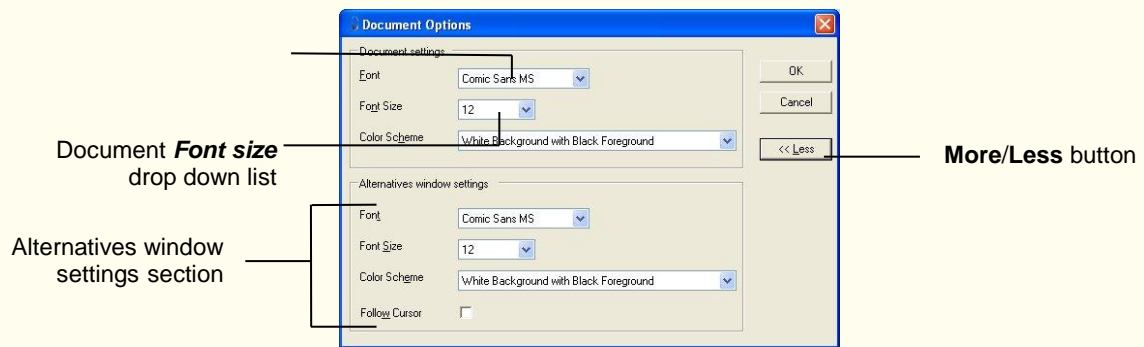 Document Options
Document settings
Font
Comic Sans MS
OK
Font Size
12
Cancel
Color Scheme
White Background with Black Foreground
<< Less
Document Font size
drop down list
More/Less button
Alternatives window settings
Font
Comic Sans MS
Alternatives window
settings section
Font Size
12
Color Scheme
White Background with Black Foreground
Follow Cursor